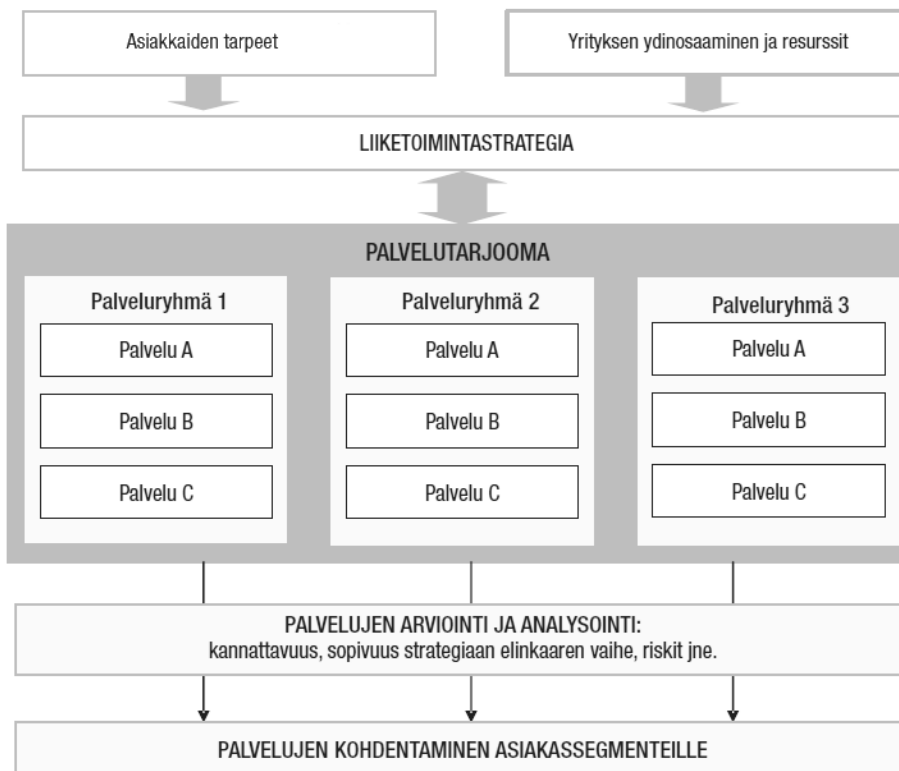 Asiakkaiden tarpeet
Yrityksen ydinosaaminen ja resurssit
LIIKETOIMINTASTRATEGIA
PALVELUTARJOOMA
Palveluryhmä 1
Palvelu A
Palvelu B
Palvelu C
Palveluryhmä 2
Palvelu A
Palvelu B
Palvelu C
Palveluryhmä 3
Palvelu A
Palvelu B
Palvelu C
PALVELUJEN ARVIOINTI JA ANALYSOINTI:
kannattavuus, sopivuus strategiaan elinkaaren vaihe, riskit jne.
PALVELUJEN KOHDENTAMINEN ASIAKASSEGMENTEILLE